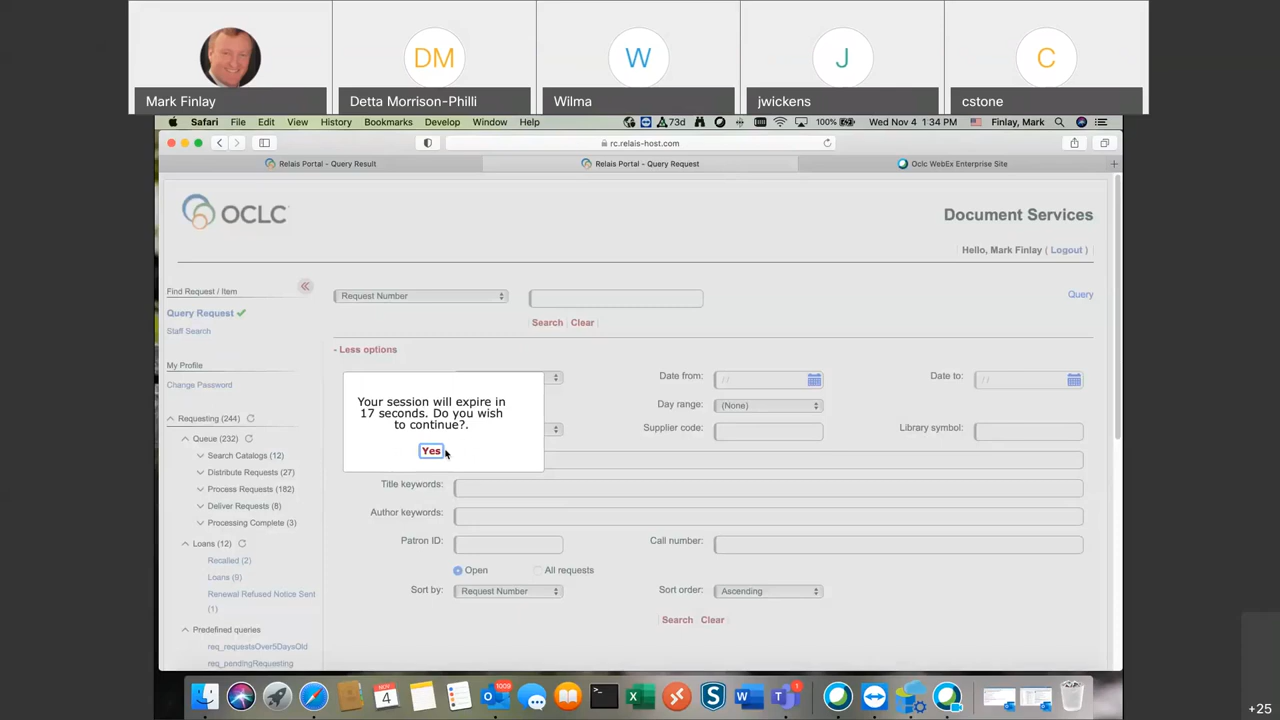 DM
W
J
C
Mark Finlay
Detta Morrison-Philli
Wilma
jwickens
cstone
Safari File Edit View History Bookmarks Develop Window Help
73d
100%
Wed Nov 4 1:34 PM
Finlay, Mark
rc.relais-host.com
Relais Portal - Query Result
Relais Portal - Query Request
Oclc WebEx Enterprise Site
OCLC
Document Services
Hello, Mark Finlay ( Logout )
Find Request / Item
Query Request
Staff Search
My Profile
Change Password
Requesting (244)
Queue (232)
Search Catalogs (12)
Distribute Requests (27)
Process Requests (182)
Deliver Requests (8)
Processing Complete (3)
Loans (12)
Recalled (2)
Loans (9)
Renewal Refused Notice Sent
(1)
Predefined queries
req_requestsOver5DaysOld
req_pendingRequesting
Request Number
Query
Search | Clear |
- Less options
Date from: //
Date to: //
Day range: (None)
Supplier code:
Library symbol:
Your session will expire in
17 seconds. Do you wish
to continue?.
Yes
Title keywords:
Author keywords:
Patron ID:
Call number:
Open
All requests
Sort by: Request Number
Sort order: Ascending
Search | Clear |
4
1009
S
1
+25